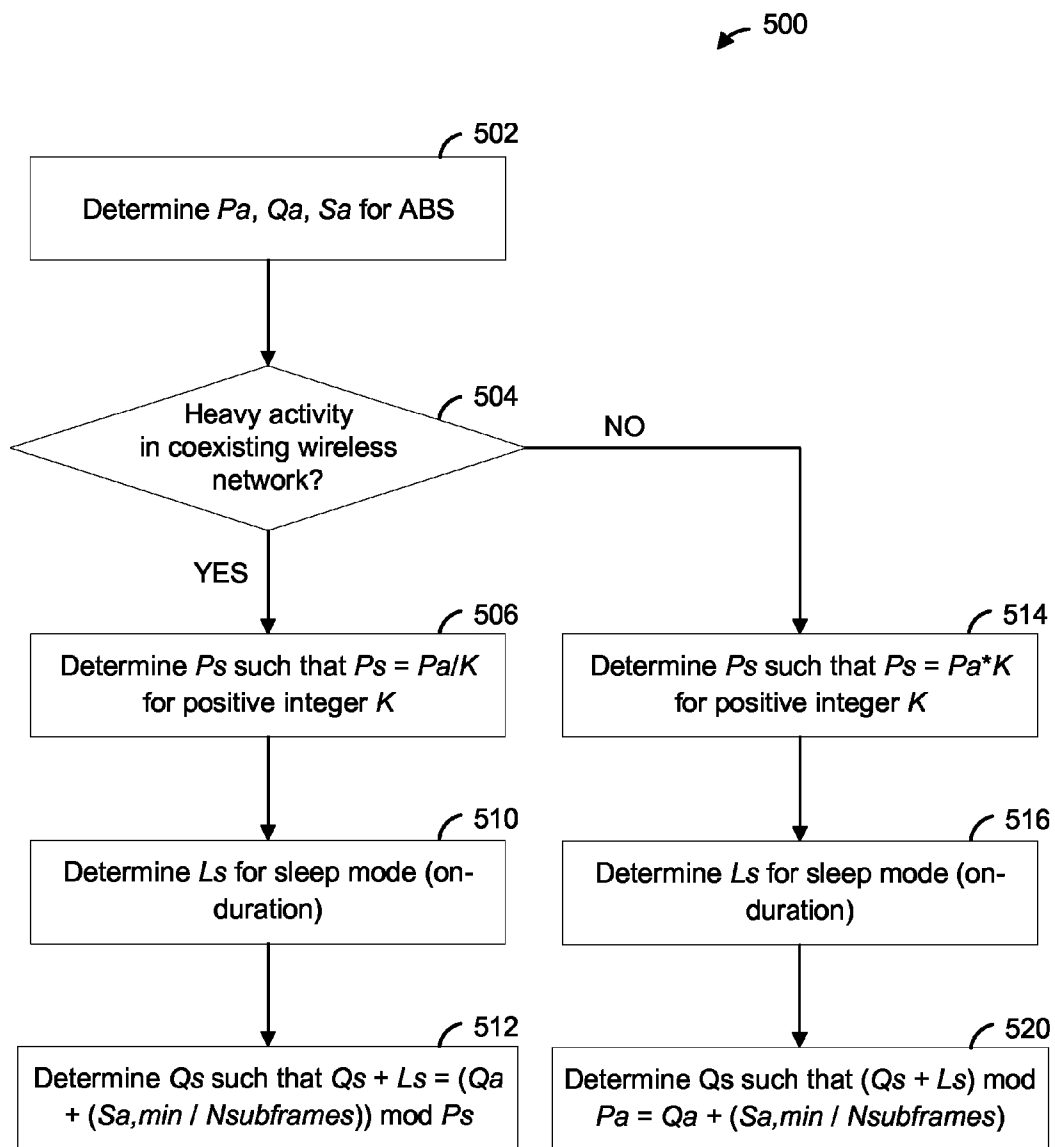 500
502
Determine Pa, Qa, Sa for ABS
504
Heavy activity
in coexisting wireless
network?
NO
YES
506
Determine Ps such that Ps = Pa/K
for positive integer K
514
Determine Ps such that Ps = Pa*K
for positive integer K
510
Determine Ls for sleep mode (on-
duration)
516
Determine Ls for sleep mode (on-
duration)
512
Determine Qs such that Qs + Ls = (Qa
+ (Sa,min / Nsubframes)) mod Ps
520
Determine Qs such that (Qs + Ls) mod
Pa = Qa + (Sa,min / Nsubframes)